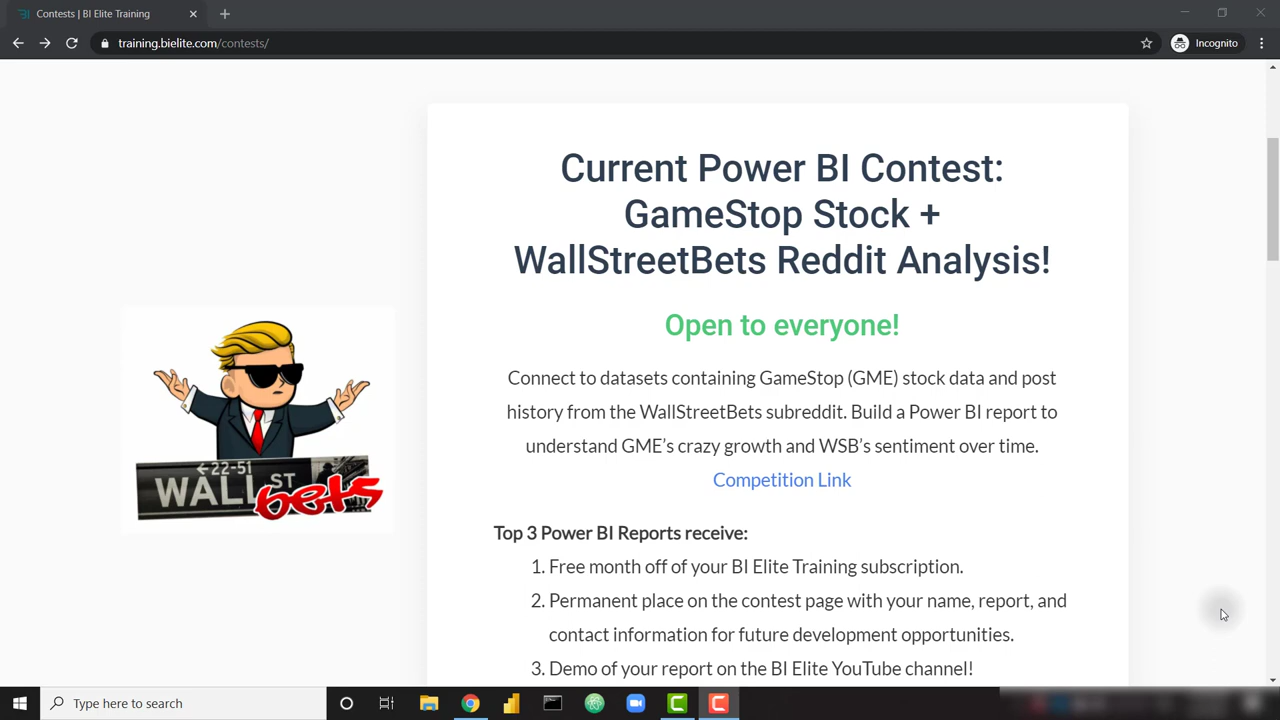 Contests | BI Elite Training
training.bielite.com/contests/
Incognito
Current Power BI Contest:
GameStop Stock +
WallStreetBets Reddit Analysis!
Open to everyone!
Connect to datasets containing GameStop (GME) stock data and post
history from the WallStreetBets subreddit. Build a Power BI report to
understand GME's crazy growth and WSB's sentiment over time.
Competition Link
←22-51
WALL ST
bets
Top 3 Power BI Reports receive:
1. Free month off of your BI Elite Training subscription.
2. Permanent place on the contest page with your name, report, and
contact information for future development opportunities.
3. Demo of your report on the BI Elite YouTube channel!
Type here to search